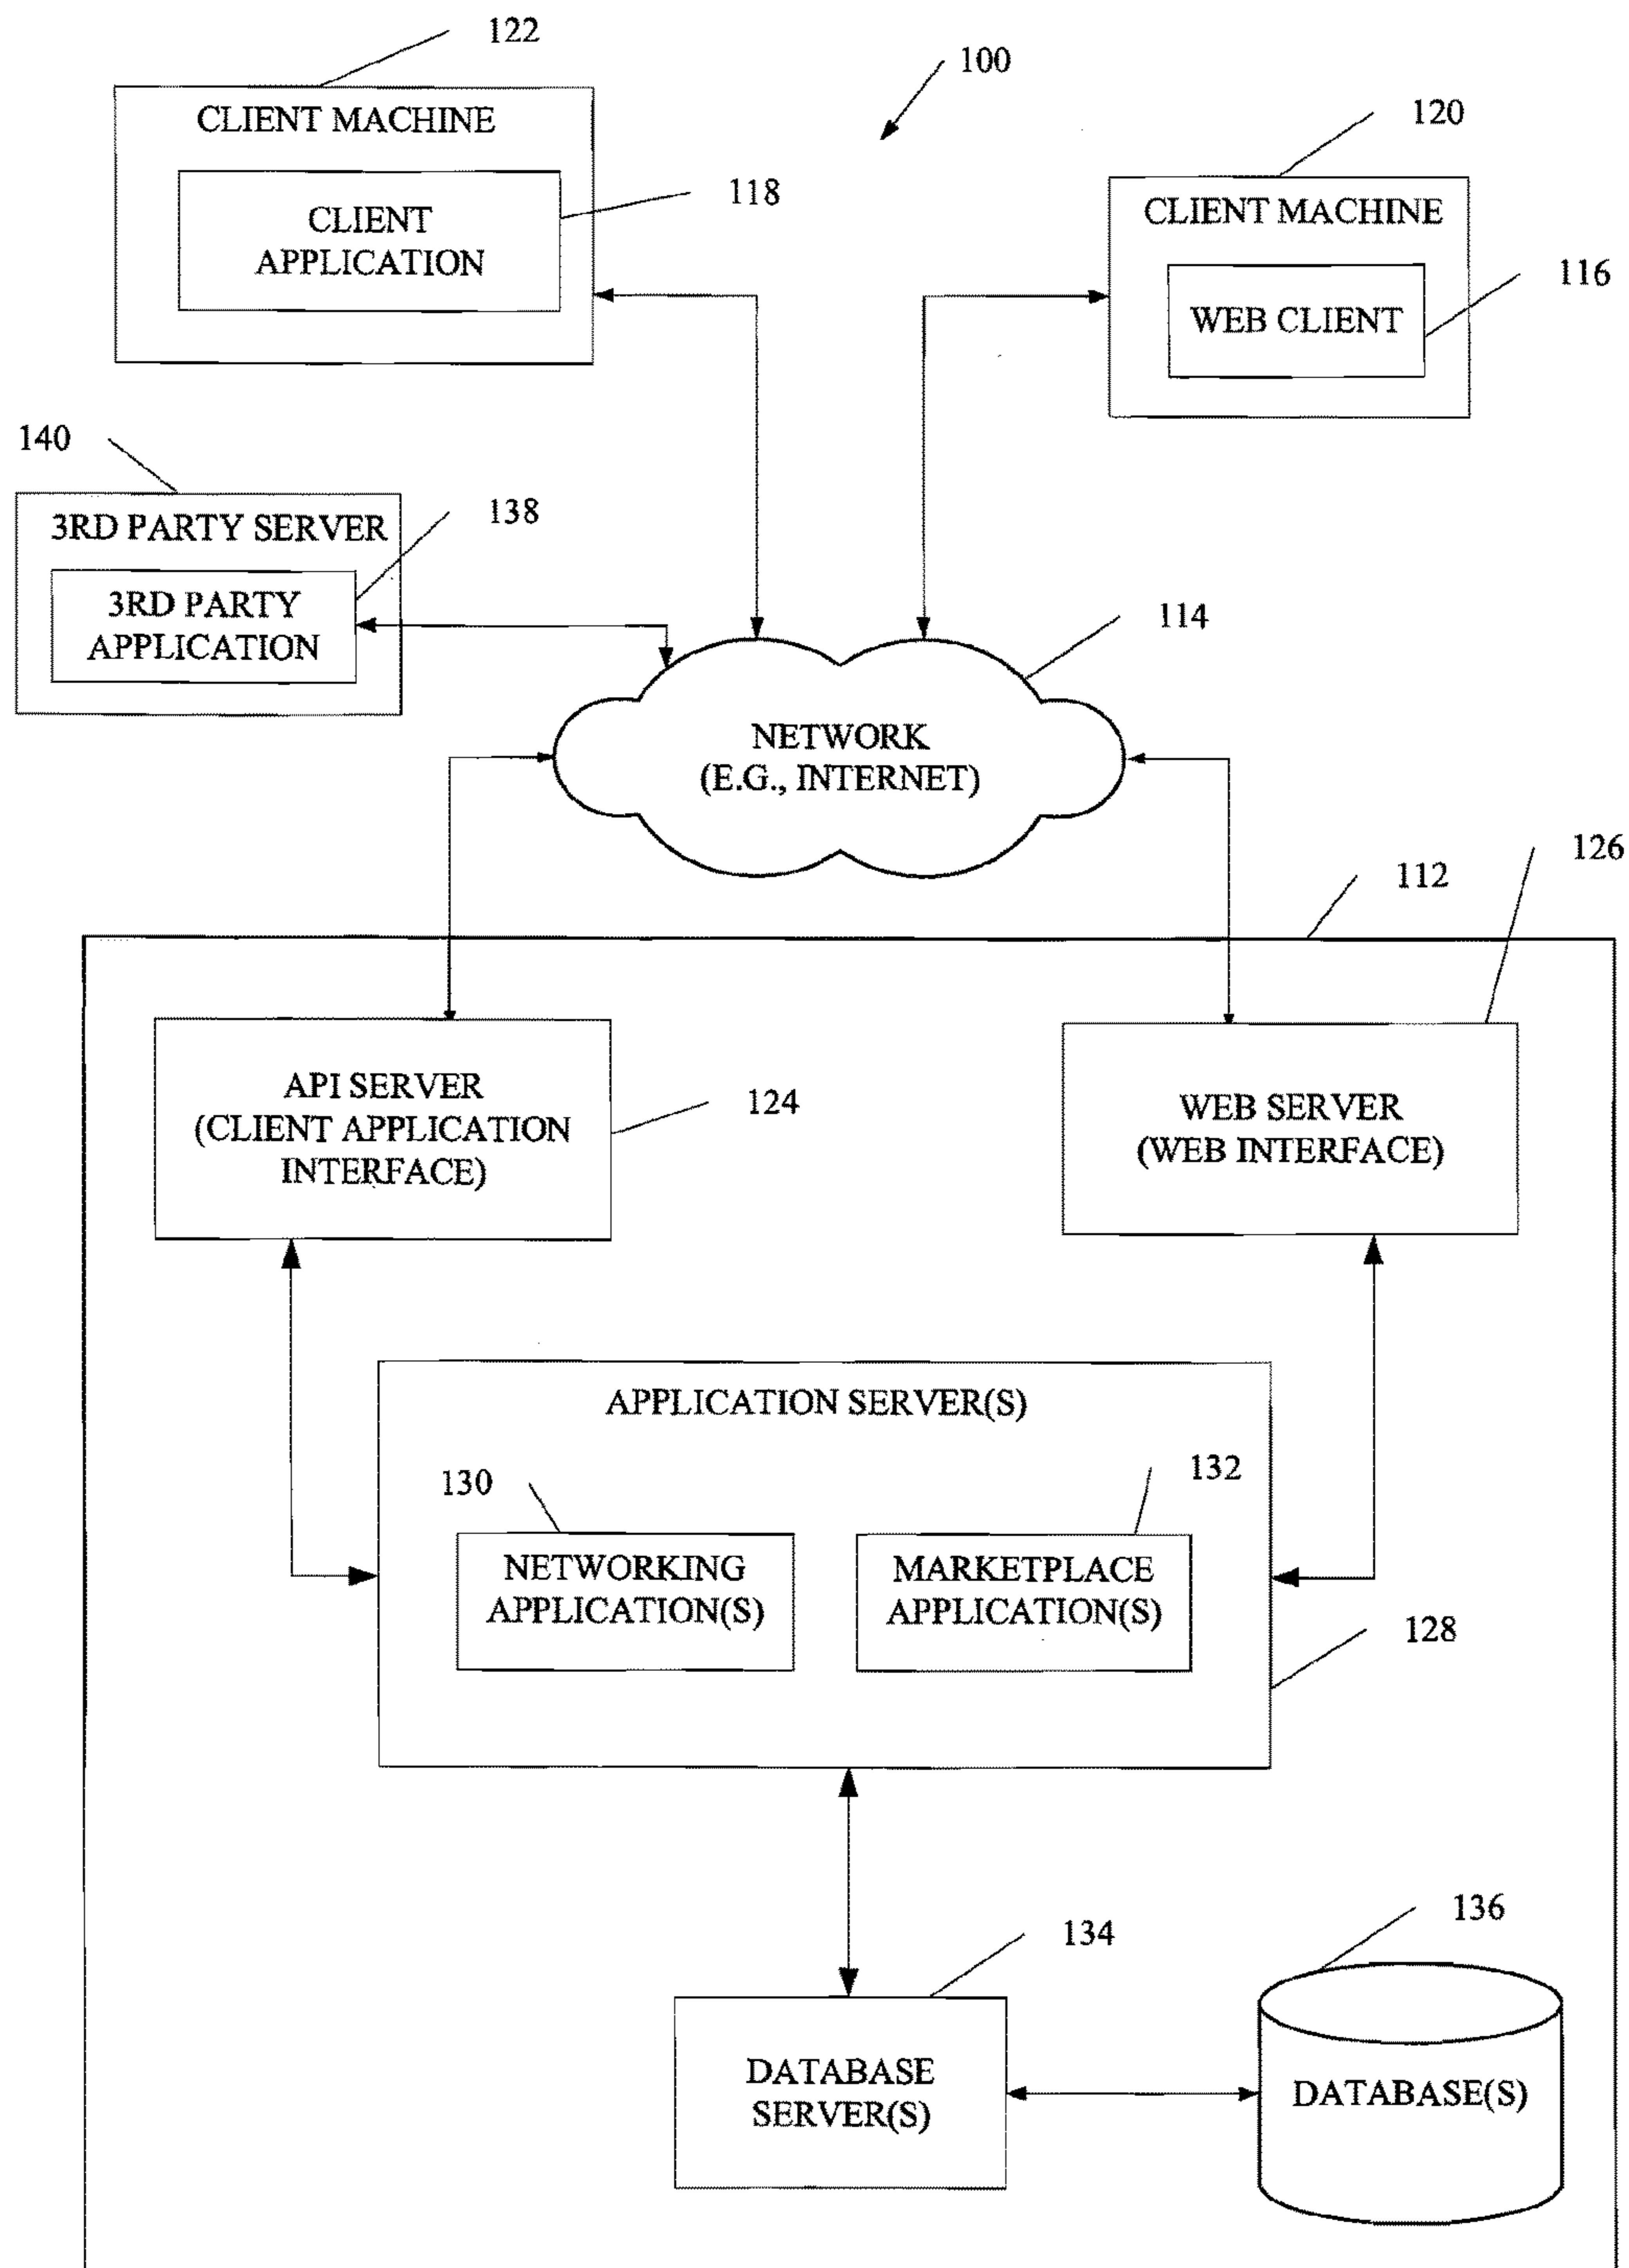 122
100
CLIENT MACHINE
120
118
CLIENT
APPLICATION
CLIENT MACHINE
116
WEB CLIENT
140
138
3RD PARTY SERVER
3RD PARTY
APPLICATION
114
NETWORK
(E.G., INTERNET)
126
112
API SERVER
(CLIENT APPLICATION
INTERFACE)
124
WEB SERVER
(WEB INTERFACE)
APPLICATION SERVER(S)
130
132
NETWORKING
APPLICATION(S)
MARKETPLACE
APPLICATION(S)
128
134
136
DATABASE
SERVER(S)
DATABASE(S)